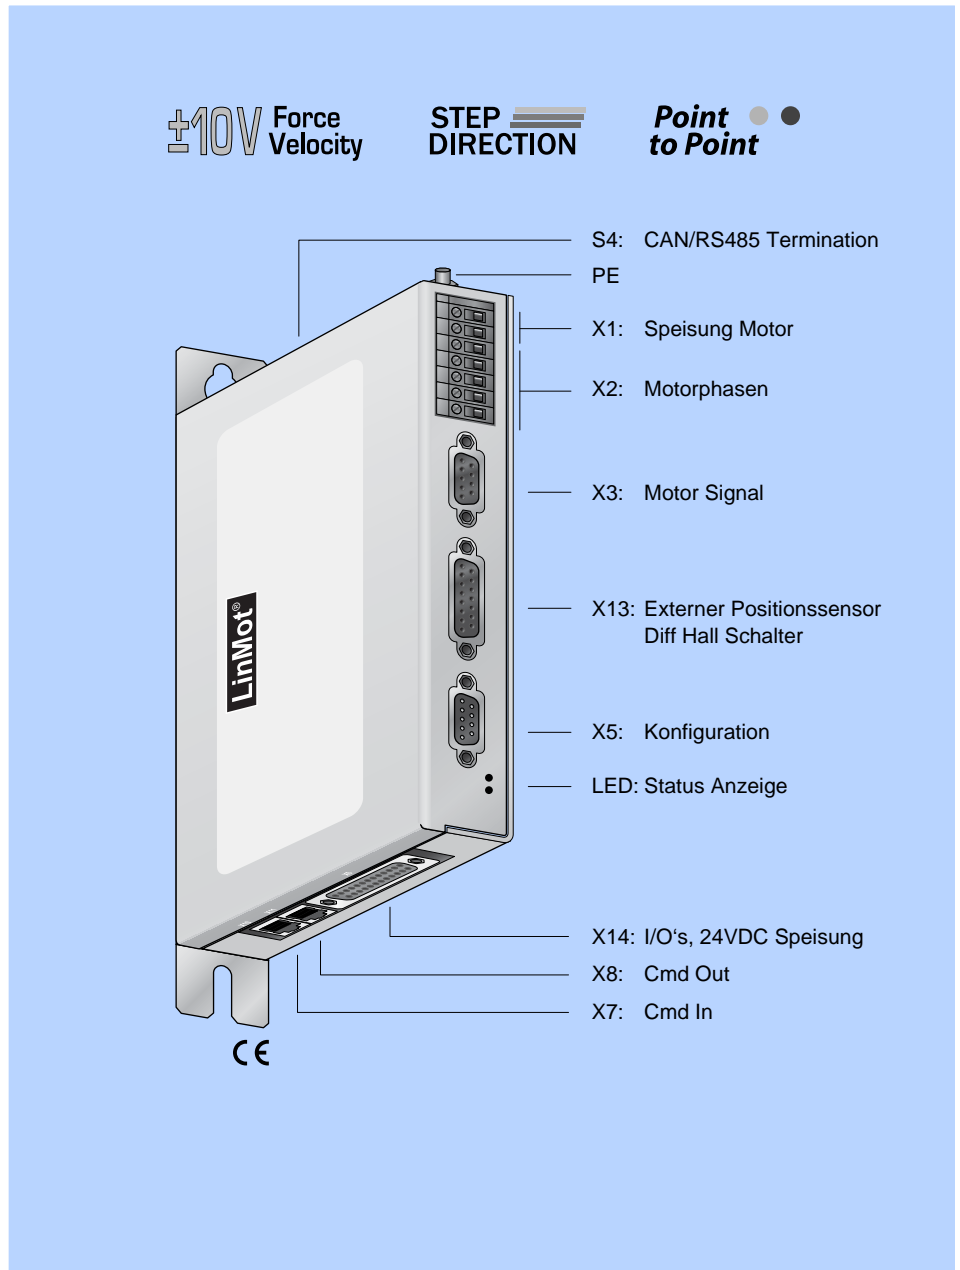 ±10V Force
Velocity
STEP
DIRECTION
Point
to Point
S4: CAN/RS485 Termination
PE
X1: Speisung Motor
X2: Motorphasen
X3: Motor Signal
X13: Externer Positionssensor
Diff Hall Schalter
X5: Konfiguration
LED: Status Anzeige
LinMot®
X14: I/O‘s, 24VDC Speisung
X8: Cmd Out
X7: Cmd In
CE